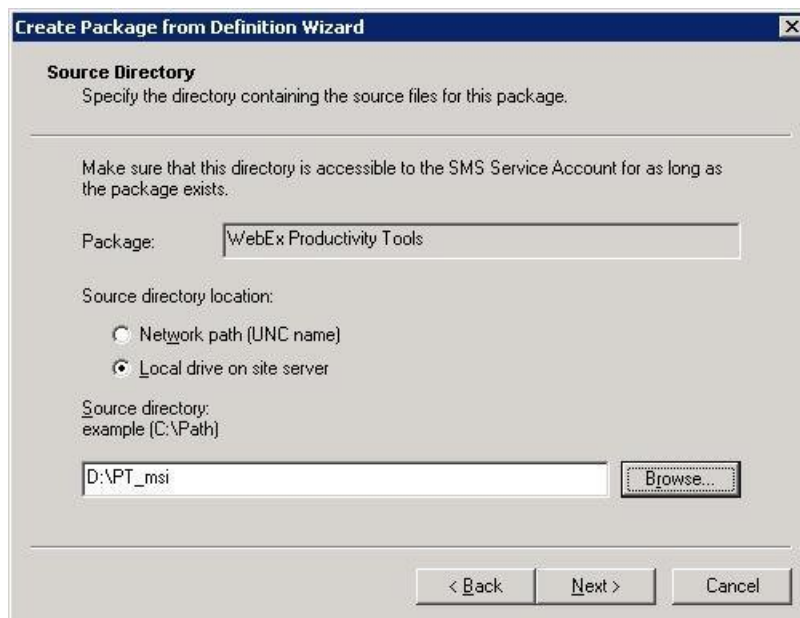 Create Package from Definition Wizard
Source Directory
Specify the directory containing the source files for this package.
Make sure that this directory is accessible to the SMS Service Account for as long as
the package exists.
Package: WebEx Productivity Tools
Source directory location:
Network path (UNC name)
Local drive on site server
Source directory:
example (C:\Path)
D:\PT_msi Browse...
< Back Next > Cancel